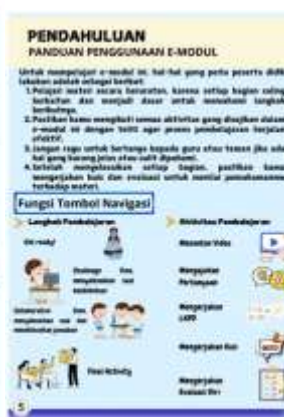 PENDAHULUAN
PANDUAN PENGGUNAAN E-MODUL
Untuk mempelajari e-modul ini, hal-hal yang perlu peserta didik
lakukan adalah sebagai berikut:
1. Pelajari materi secara berurutan, karena setiap bagian saling
berkaitan dan menjadi dasar untuk memahami langkah
berikutnya.
2. Pastikan kamu mengikuti semua aktivitas yang disajikan dalam
e-modul ini dengan teliti agar proses pembelajaran berjalan
efektif.
3. Jangan ragu untuk bertanya kepada guru atau teman jika ada
hal yang kurang jelas atau sulit dipahami.
4. Setelah menyelesaikan setiap bagian, pastikan kamu
mengerjakan kuis dan evaluasi untuk menilai pemahamanmu
terhadap materi.
Fungsi Tombol Navigasi
Langkah Pembelajaran
Aktivitas Pembelajaran
Menonton Video
Mengajukan
Pertanyaan
Mengerjakan
LKPD
Mengerjakan Kuis
Final Activity
Mengerjakan
Evaluasi Diri
5